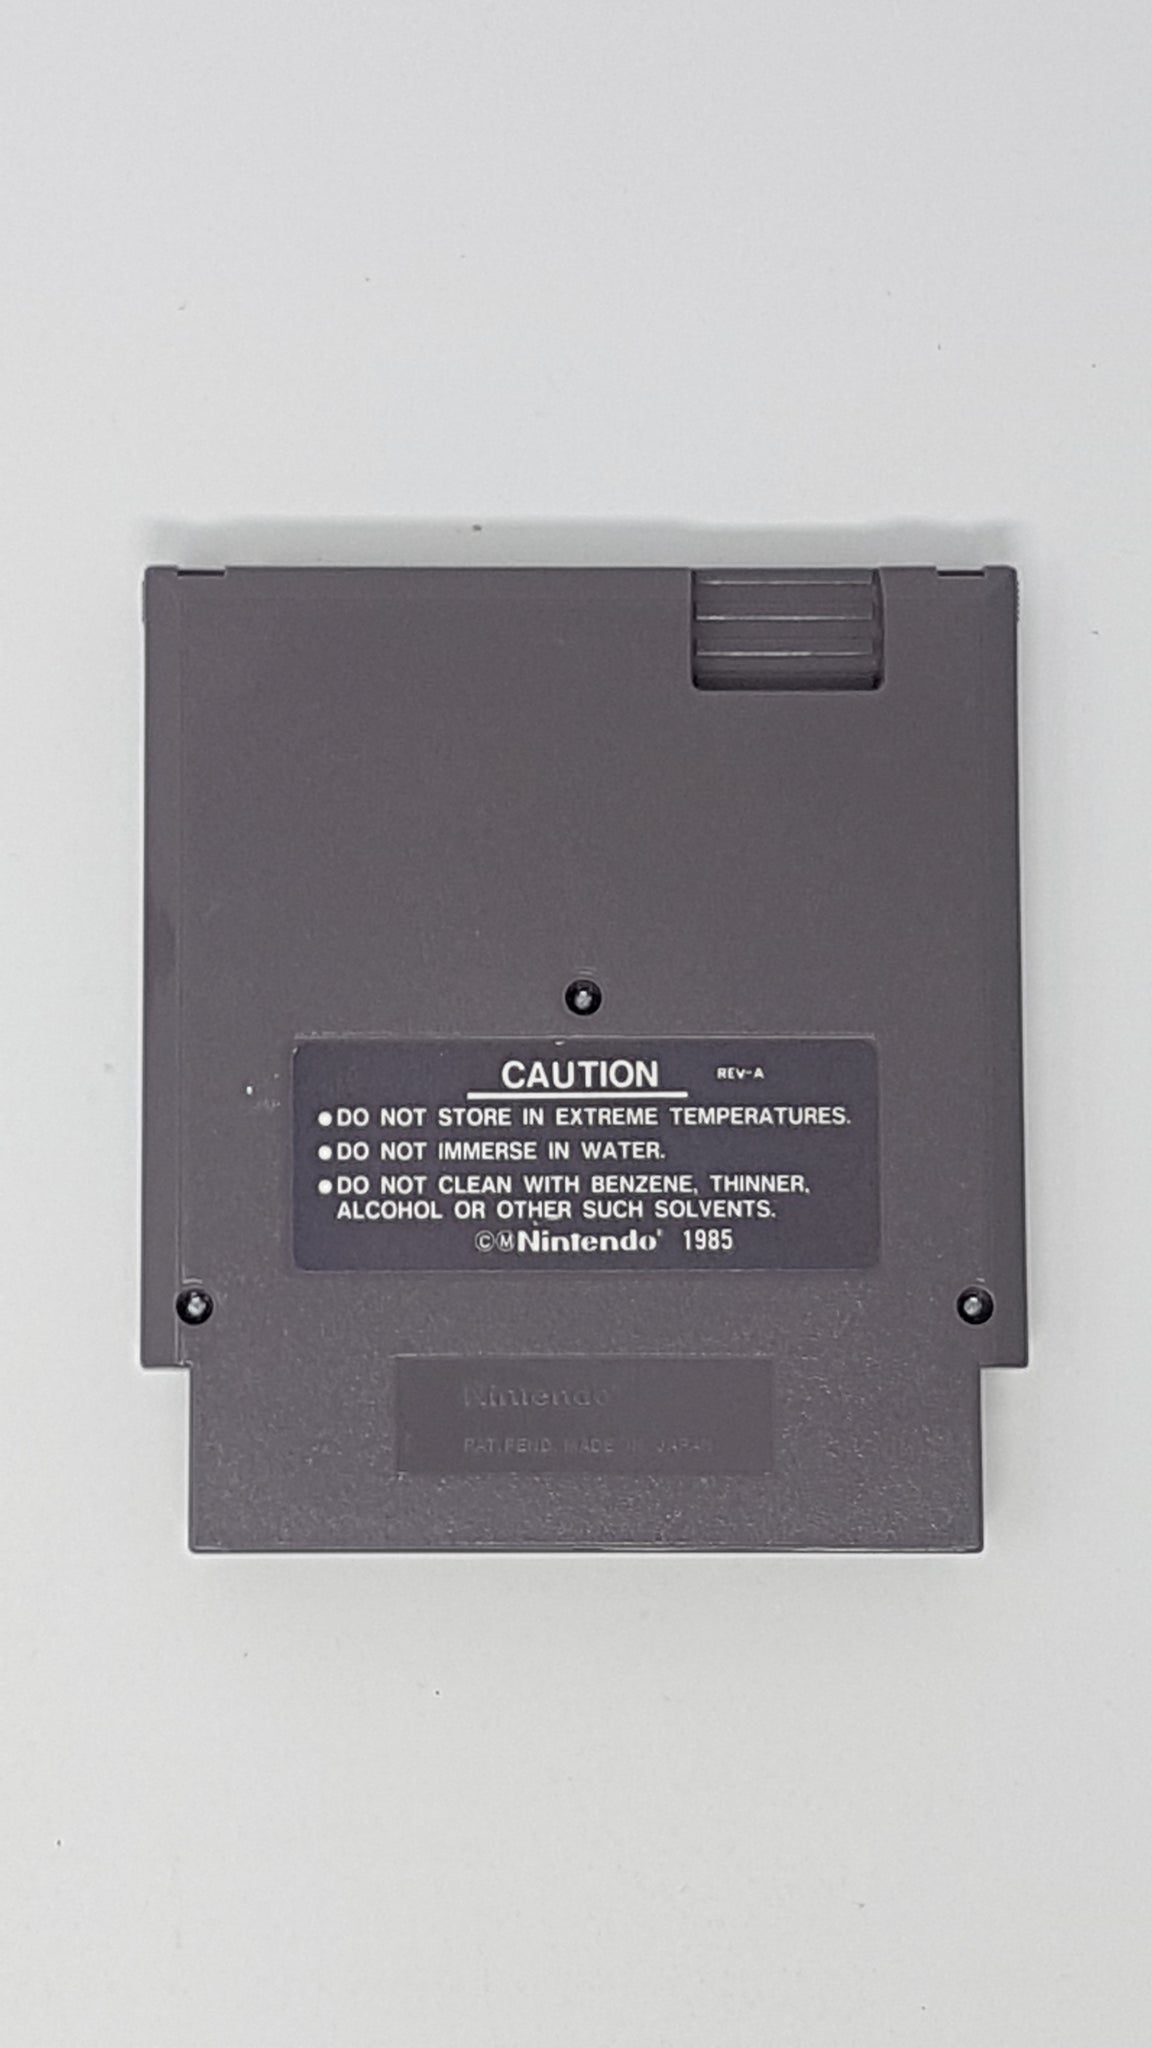 CAUTION REV-A
●DO NOT STORE IN EXTREME TEMPERATURES.
●DO NOT IMMERSE IN WATER.
●DO NOT CLEAN WITH BENZENE, THINNER,
ALCOHOL OR OTHER SUCH SOLVENTS.
©ⓂNintendo® 1985
Nintendo
PAT.PEND. MADE IN JAPAN